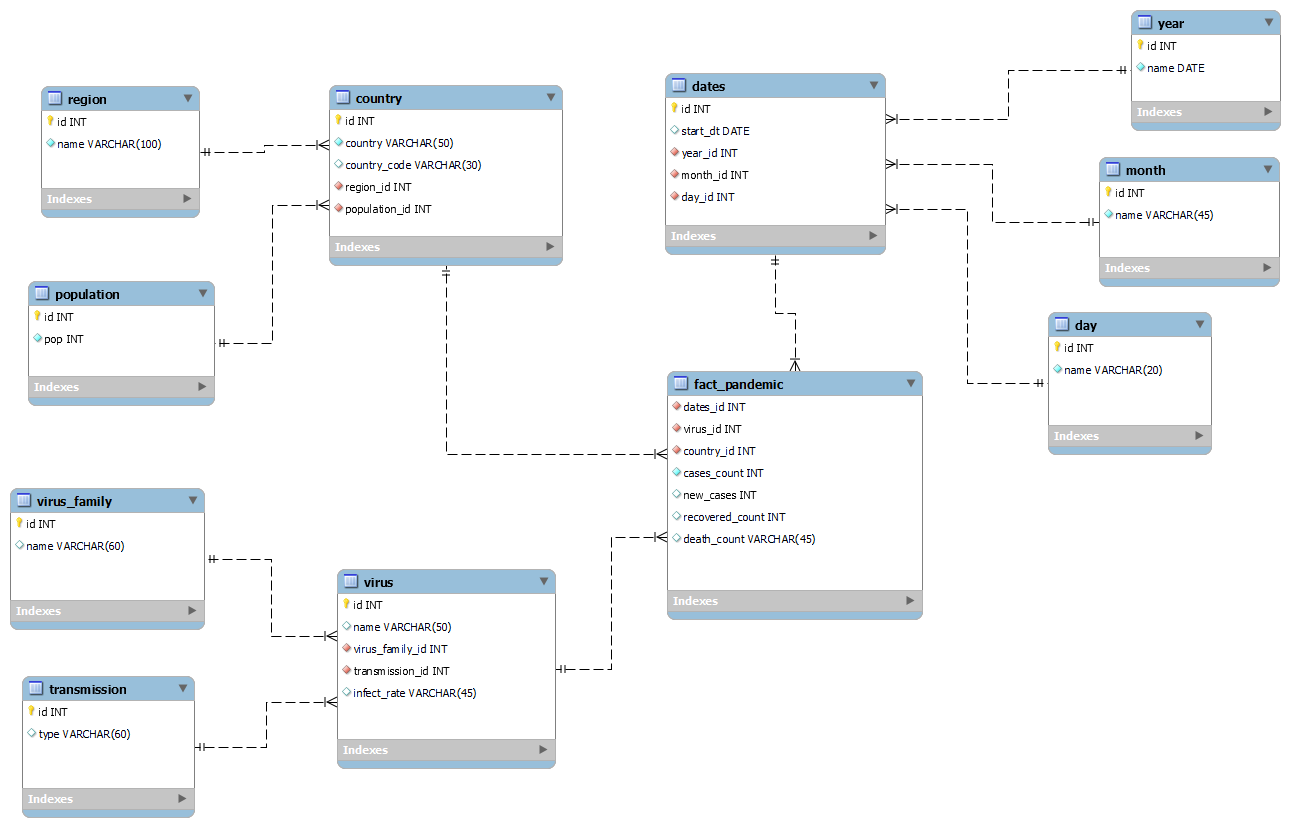 region
id INT
name VARCHAR(100)
Indexes
country
id INT
country VARCHAR(50)
country_code VARCHAR(30)
region_id INT
population_id INT
Indexes
dates
id INT
start_dt DATE
year_id INT
month_id INT
day_id INT
Indexes
year
id INT
name DATE
Indexes
month
id INT
name VARCHAR(45)
Indexes
population
id INT
pop INT
Indexes
day
id INT
name VARCHAR(20)
Indexes
fact_pandemic
dates_id INT
virus_id INT
country_id INT
cases_count INT
new_cases INT
recovered_count INT
death_count VARCHAR(45)
Indexes
virus_family
id INT
name VARCHAR(60)
Indexes
virus
id INT
name VARCHAR(50)
virus_family_id INT
transmission_id INT
infect_rate VARCHAR(45)
Indexes
transmission
id INT
type VARCHAR(60)
Indexes